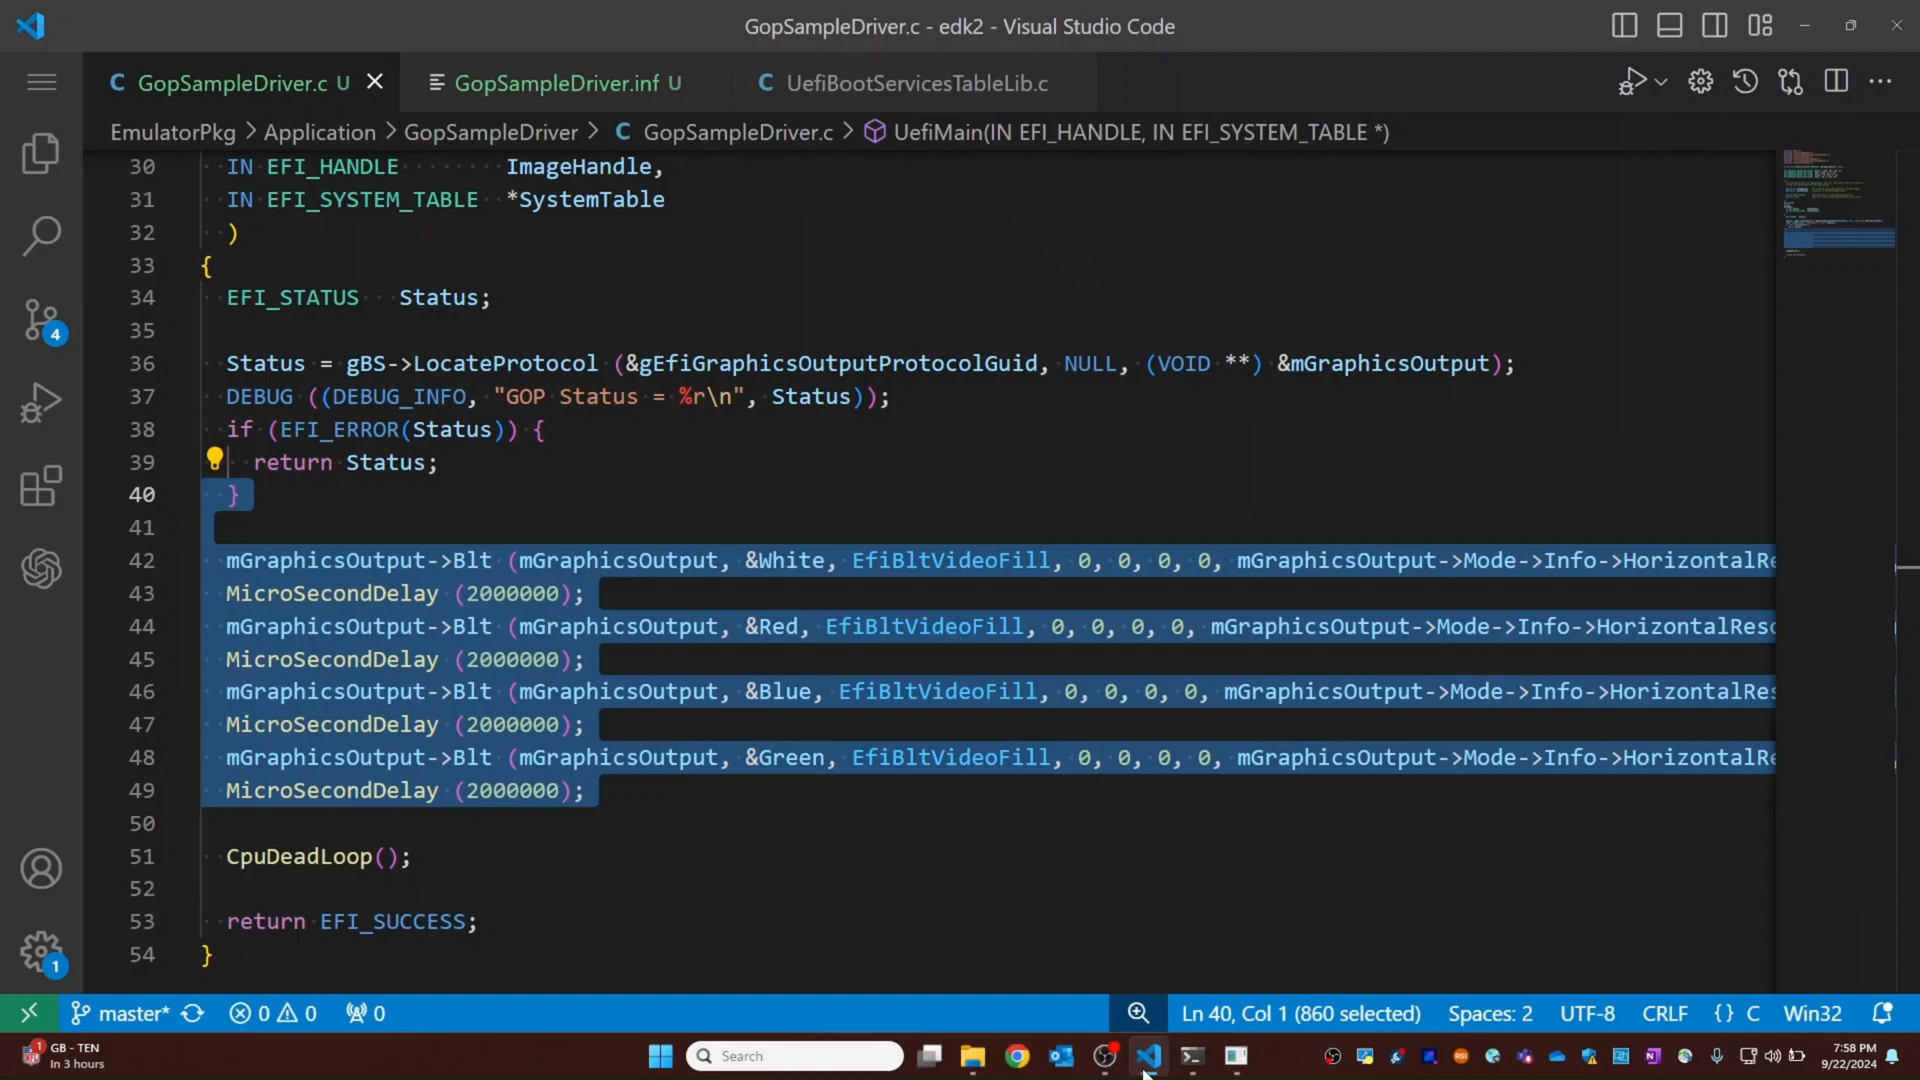 GopSampleDriver.c - edk2 - Visual Studio Code
GopSampleDriver.c U
GopSampleDriver.inf U
UefiBootServicesTableLib.c
EmulatorPkg > Application > GopSampleDriver > C GopSampleDriver.c > UefiMain(IN EFI_HANDLE, IN EFI_SYSTEM_TABLE *)
30 IN EFI_HANDLE ImageHandle,
31 IN EFI_SYSTEM_TABLE *SystemTable
32 )
33 {
34 EFI_STATUS Status;
35
36 Status = gBS->LocateProtocol (&gEfiGraphicsOutputProtocolGuid, NULL, (VOID **) &mGraphicsOutput);
37 DEBUG ((DEBUG_INFO, "GOP Status = %r\n", Status));
38 if (EFI_ERROR(Status)) {
39 return Status;
40 }
41
42 mGraphicsOutput->Blt (mGraphicsOutput, &White, EfiBltVideoFill, 0, 0, 0, 0, mGraphicsOutput->Mode->Info->HorizontalRe
43 MicroSecondDelay (2000000);
44 mGraphicsOutput->Blt (mGraphicsOutput, &Red, EfiBltVideoFill, 0, 0, 0, 0, mGraphicsOutput->Mode->Info->HorizontalReso
45 MicroSecondDelay (2000000);
46 mGraphicsOutput->Blt (mGraphicsOutput, &Blue, EfiBltVideoFill, 0, 0, 0, 0, mGraphicsOutput->Mode->Info->HorizontalRes
47 MicroSecondDelay (2000000);
48 mGraphicsOutput->Blt (mGraphicsOutput, &Green, EfiBltVideoFill, 0, 0, 0, 0, mGraphicsOutput->Mode->Info->HorizontalRe
49 MicroSecondDelay (2000000);
50
51 CpuDeadLoop();
52
53 return EFI_SUCCESS;
54 }
4
1
master* 0 0 0 Ln 40, Col 1 (860 selected) Spaces: 2 UTF-8 CRLF {} C Win32
1 GB - TEN
In 3 hours
Search
7:58 PM
9/22/2024